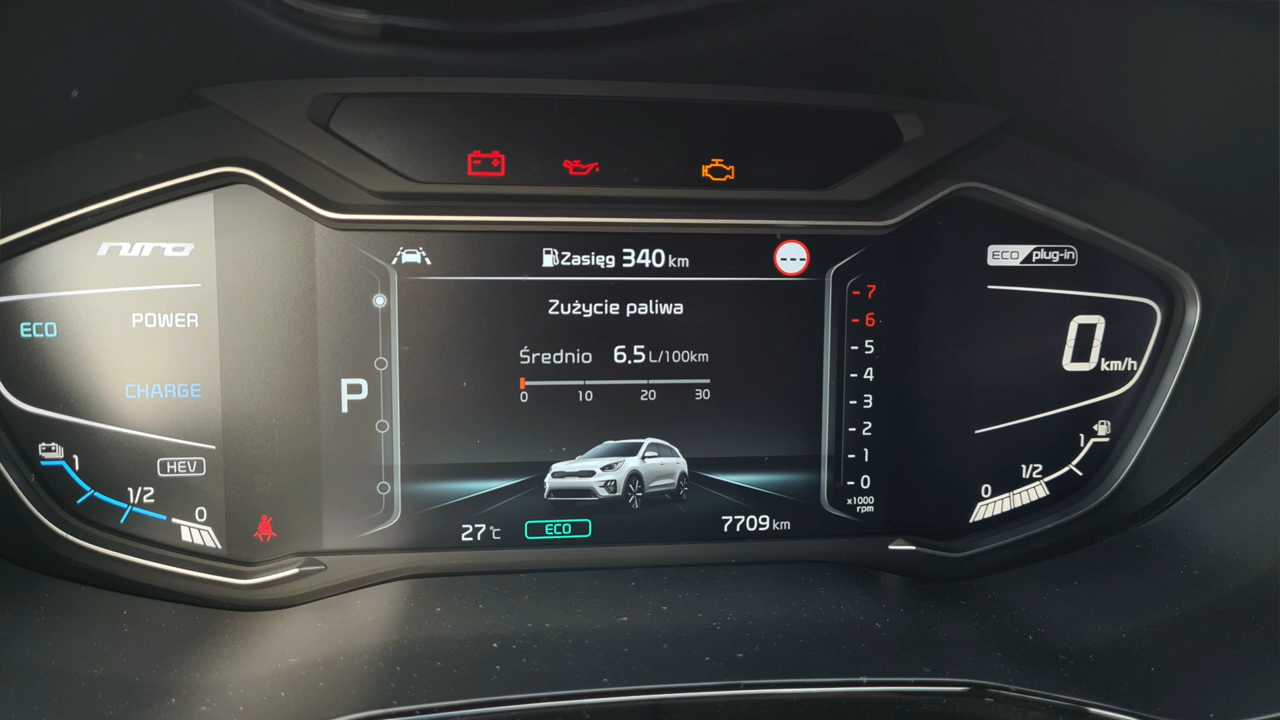 Zasięg 340 km
niro
ECO
POWER
CHARGE
1
HEV
1/2
0
P
Zużycie paliwa
Średnio 6,5 L/100km
0 10 20 30
27°C
ECO
7709 km
7
6
5
4
3
2
1
0
x1000
rpm
ECO plug-in
0 km/h
1
1/2
0